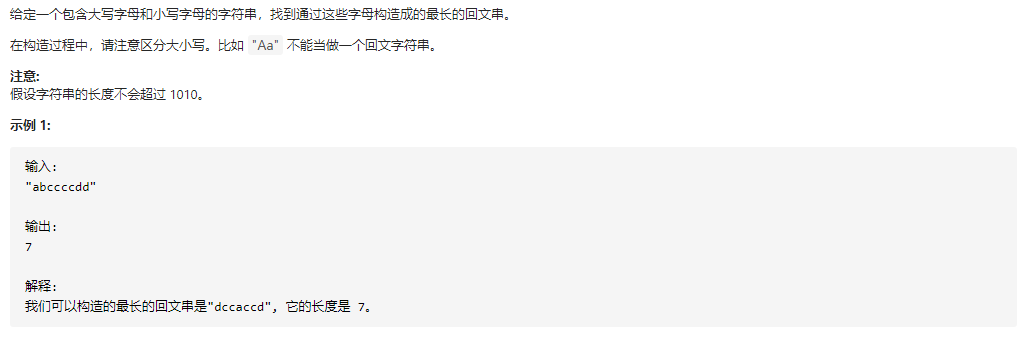 给定一个包含大写字母和小写字母的字符串，找到通过这些字母构造成的最长的回文串。
在构造过程中，请注意区分大小写。比如 "Aa" 不能当做一个回文字符串。
注意:
假设字符串的长度不会超过 1010。
示例 1:
输入:
"abccccdd"
输出:
7
解释:
我们可以构造的最长的回文串是"dccaccd", 它的长度是 7。